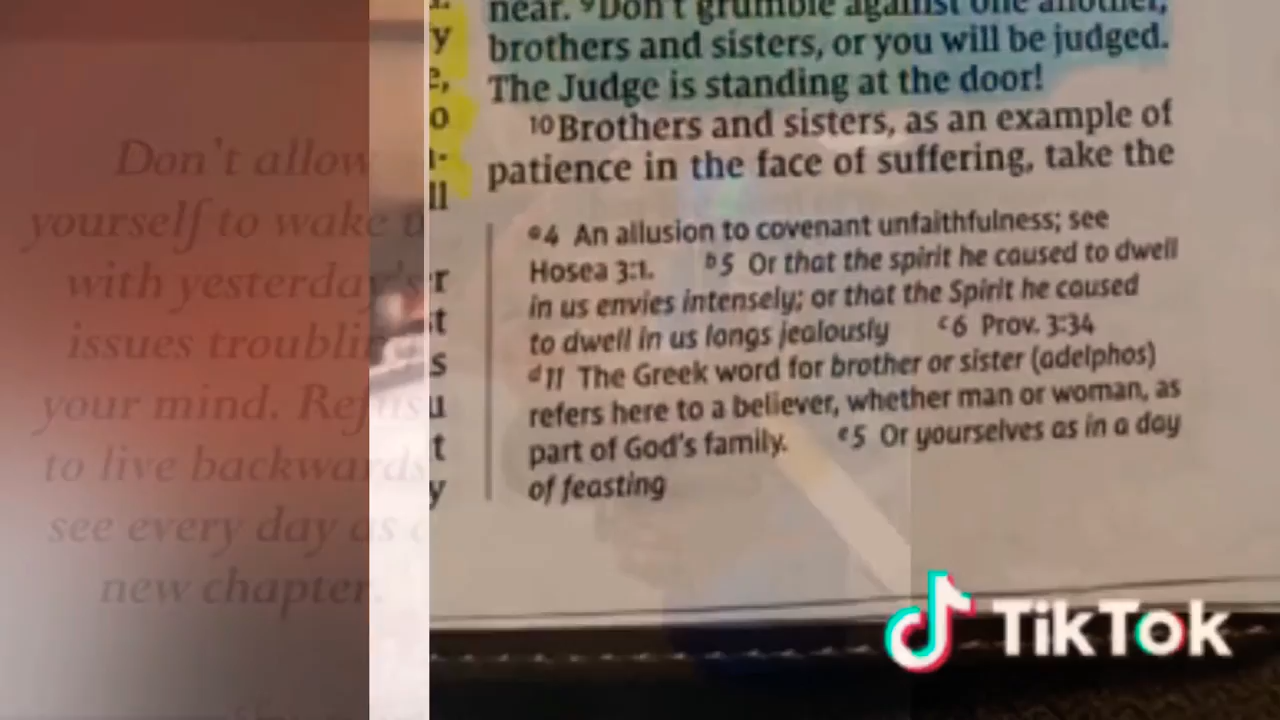 Don't allow
yourself to wake
with yesterday's
issues troubling
your mind. Refuse
to live backwards
see every day as a
new chapter.
y
e,
o
ll
r
t
s
u
t
y
near. ⁹Don't grumble against one another,
brothers and sisters, or you will be judged.
The Judge is standing at the door!
¹⁰Brothers and sisters, as an example of
patience in the face of suffering, take the
ᵃ4 An allusion to covenant unfaithfulness; see
Hosea 3:1. ᵇ5 Or that the spirit he caused to dwell
in us envies intensely; or that the Spirit he caused
to dwell in us longs jealously ᶜ6 Prov. 3:34
ᵈ11 The Greek word for brother or sister (adelphos)
refers here to a believer, whether man or woman, as
part of God's family. ᵉ5 Or yourselves as in a day
of feasting
TikTok